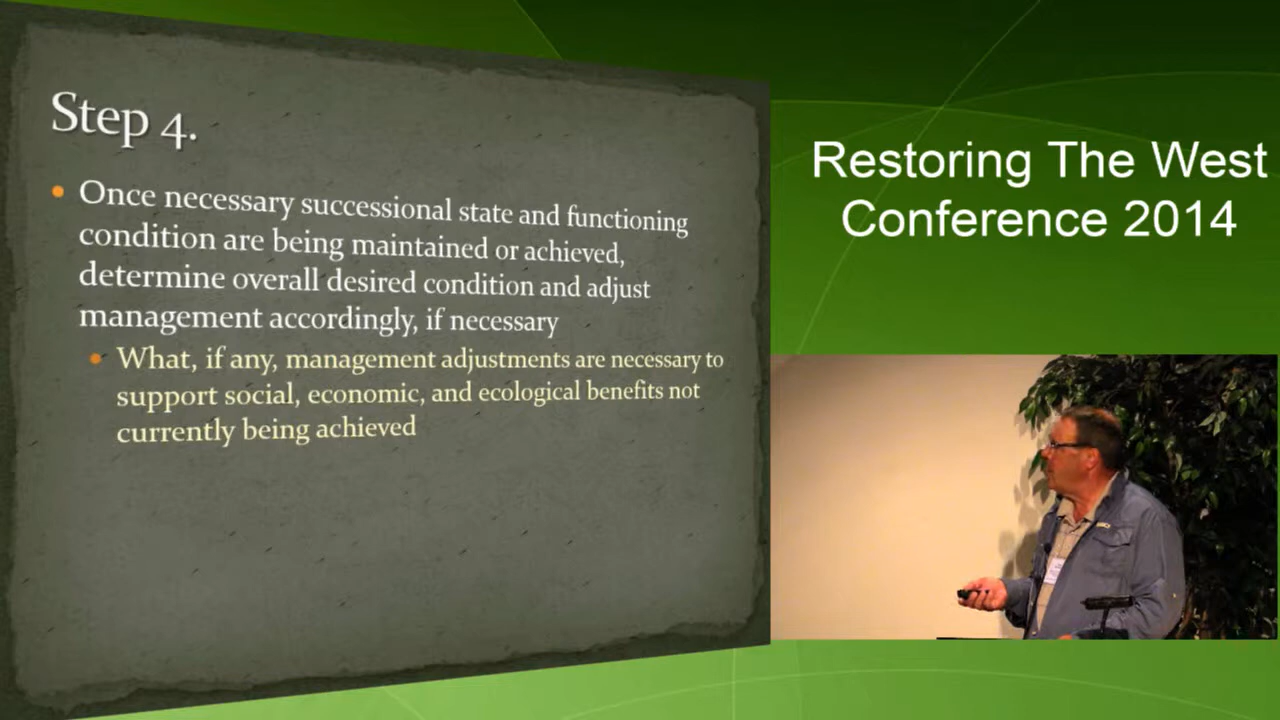 Step 4.
Once necessary successional state and functioning
condition are being maintained or achieved,
determine overall desired condition and adjust
management accordingly, if necessary
What, if any, management adjustments are necessary to
support social, economic, and ecological benefits not
currently being achieved
Restoring The West
Conference 2014